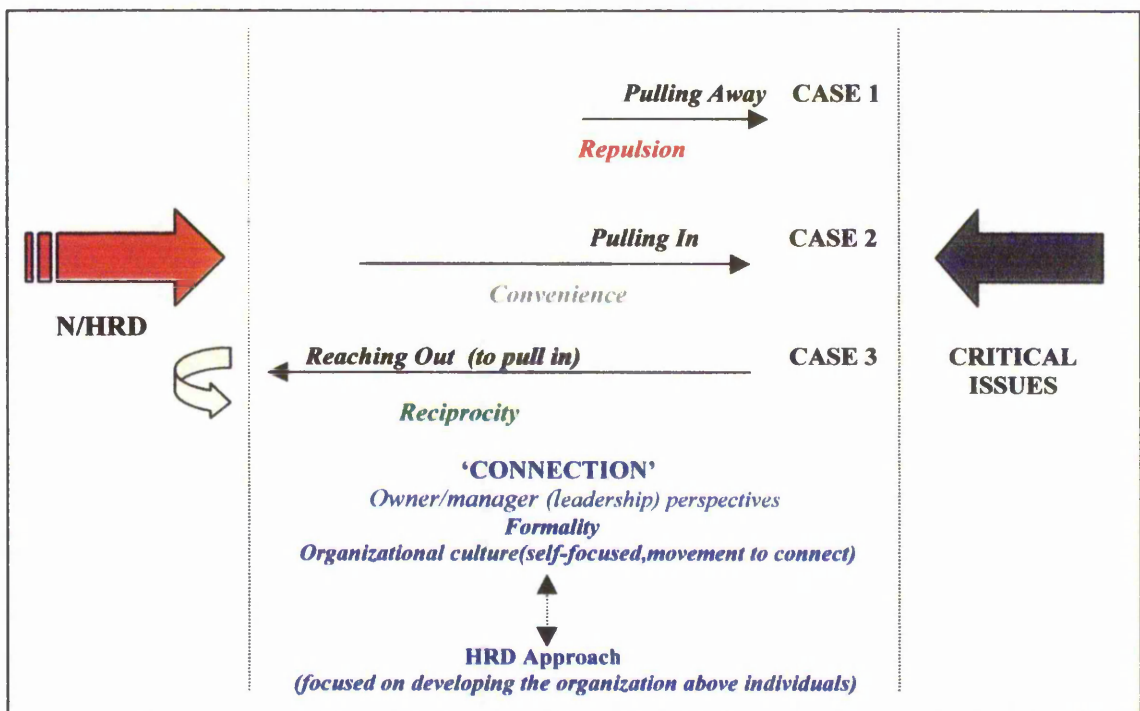 Pulling Away CASE 1
Repulsion
Pulling In CASE 2
Convenience
N/HRD
Reaching Out (to pull in) CASE 3
CRITICAL
ISSUES
Reciprocity
‘CONNECTION’
Owner/manager (leadership) perspectives
Formality
Organizational culture(self-focused,movement to connect)
HRD Approach
(focused on developing the organization above individuals)